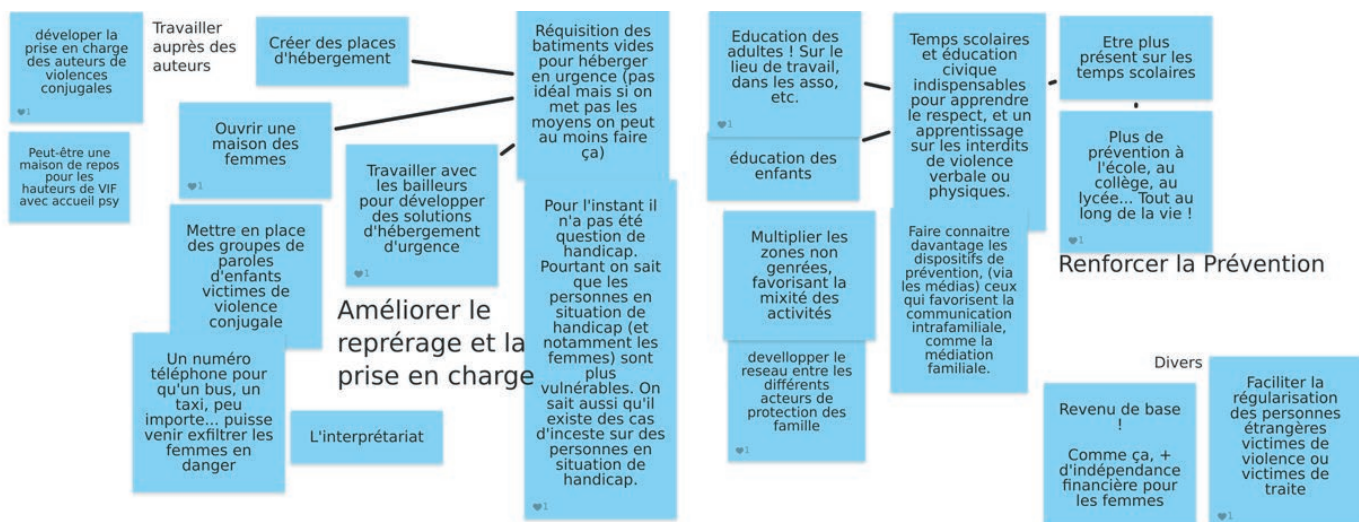 déveloper la
prise en charge
des auteurs de
violences
conjugales
1
Travailler
auprès des
auteurs
Créer des places
d'hébergement
Peut-être une
maison de repos
pour les
hauteurs de VIF
avec accueil psy
Ouvrir une
maison des
femmes
1
Réquisition des
batiments vides
pour héberger
en urgence (pas
idéal mais si on
met pas les
moyens on peut
au moins faire
ça)
Travailler avec
les bailleurs
pour développer
des solutions
d'hébergement
d'urgence
1
Mettre en place
des groupes de
paroles
d'enfants
victimes de
violence
conjugale
Améliorer le
reprérage et la
prise en charge
Un numéro
téléphone pour
qu'un bus, un
taxi, peu
importe... puisse
venir exfiltrer les
femmes en
danger
L'interprétariat
Pour l'instant il
n'a pas été
question de
handicap.
Pourtant on sait
que les
personnes en
situation de
handicap (et
notamment les
femmes) sont
plus
vulnérables. On
sait aussi qu'il
existe des cas
d'inceste sur des
personnes en
situation de
handicap.
1
Education des
adultes ! Sur le
lieu de travail,
dans les asso,
etc.
1
éducation des
enfants
Temps scolaires
et éducation
civique
indispensables
pour apprendre
le respect, et un
apprentissage
sur les interdits
de violence
verbale ou
physiques.
Etre plus
présent sur les
temps scolaires
Plus de
prévention à
l'école, au
collège, au
lycée... Tout au
long de la vie !
1
Renforcer la Prévention
Multiplier les
zones non
genrées,
favorisant la
mixité des
activités
Faire connaitre
davantage les
dispositifs de
prévention, (via
les médias) ceux
qui favorisent la
communication
intrafamiliale,
comme la
médiation
familiale.
devellopper le
reseau entre les
différents
acteurs de
protection des
famille
1
Divers
Revenu de base
!
Comme ça, +
d'indépendance
financière pour
les femmes
Faciliter la
régularisation
des personnes
étrangères
victimes de
violence ou
victimes de
traite
1